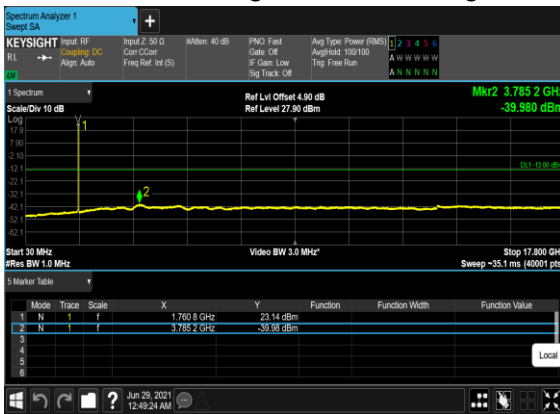 Spectrum Analyzer 1
Swept SA
KEYSIGHT Input: RF Input Z: 50 Ω #Atten: 40 dB PNO: Fast Avg Type: Power (RMS) 1 2 3 4 5 6
RL Coupling: DC Corr CCorr Gate: Off Avg|Hold: 100/100 A W W W W W
Align: Auto Freq Ref: Int (S) IF Gain: Low Trig: Free Run
LV Sig Track: Off A N N N N N
1 Spectrum
Ref Lvl Offset 4.90 dB Mkr2 3.785 2 GHz
Scale/Div 10 dB Ref Level 27.90 dBm -39.980 dBm
Log
17.9
7.90
-2.10
-12.1
-22.1
-32.1
-42.1
-52.1
-62.1
1
2
DL1 -13.00 dBm
Start 30 MHz Video BW 3.0 MHz* Stop 17.800 GH
#Res BW 1.0 MHz Sweep ~35.1 ms (40001 pts
5 Marker Table
Mode Trace Scale X Y Function Function Width Function Value
1 N 1 f 1.760 8 GHz 23.14 dBm
2 N 1 f 3.785 2 GHz -39.98 dBm
3
4
5
6
Local
? Jun 29, 2021
12:49:24 AM